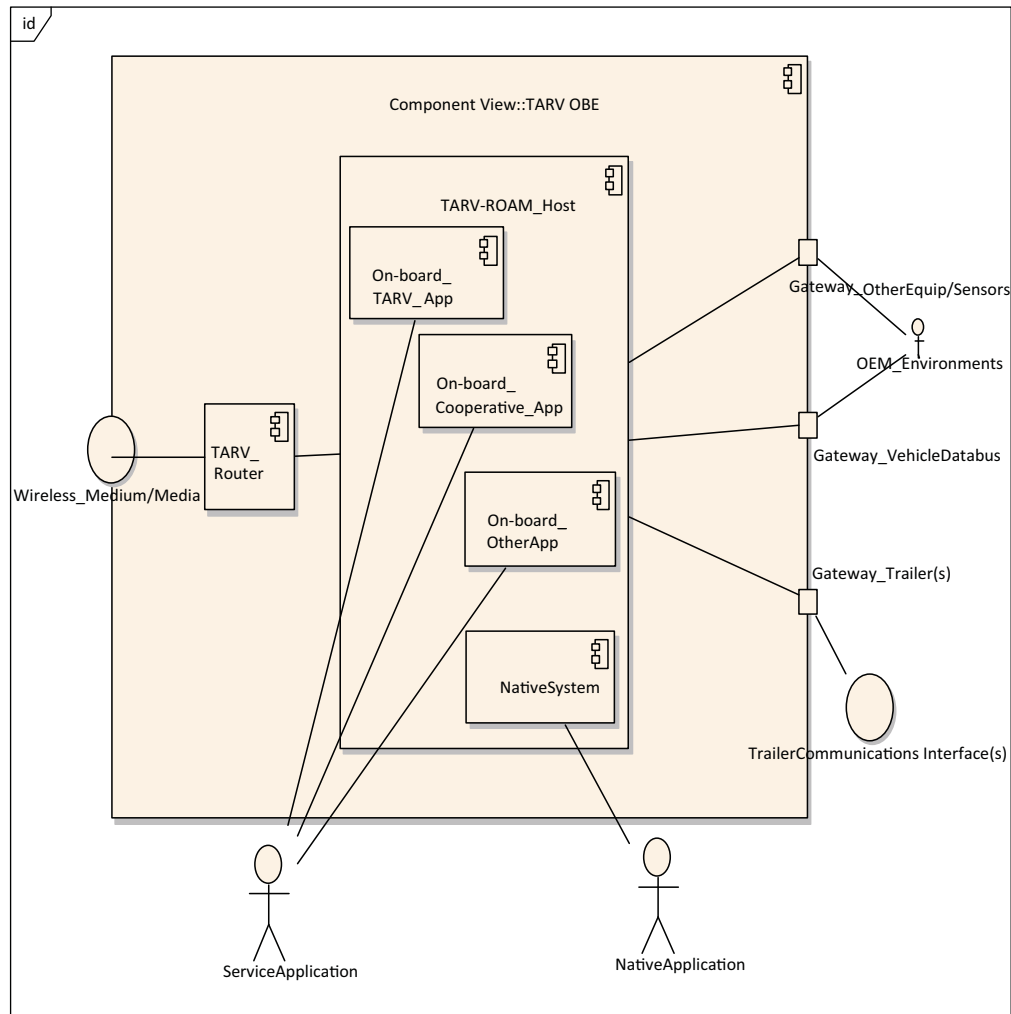 id
Component View::TARV OBE
TARV-ROAM_Host
On-board_
TARV_App
On-board_
Cooperative_App
Gateway_OtherEquip/Sensors
OEM_Environments
TARV_
Router
Wireless_Medium/Media
Gateway_VehicleDatabus
On-board_
OtherApp
Gateway_Trailer(s)
NativeSystem
TrailerCommunications Interface(s)
ServiceApplication
NativeApplication